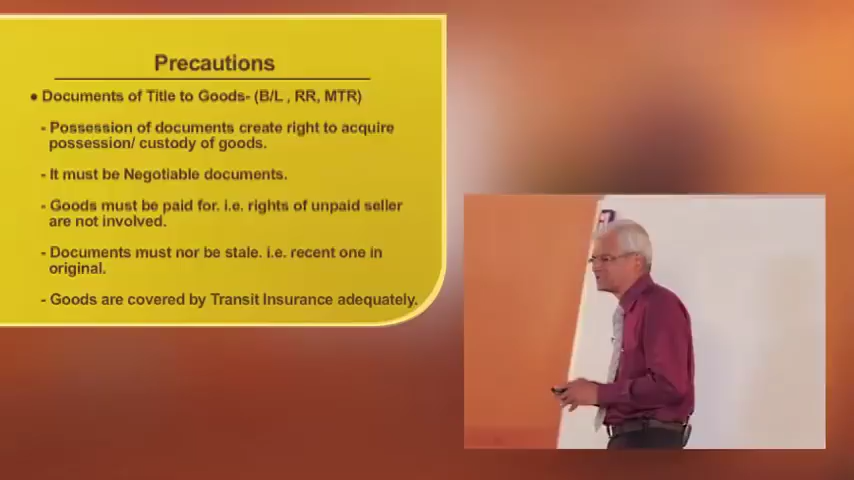 Precautions
● Documents of Title to Goods- (B/L , RR, MTR)
- Possession of documents create right to acquire
possession/ custody of goods.
- It must be Negotiable documents.
- Goods must be paid for. i.e. rights of unpaid seller
are not involved.
- Documents must nor be stale. i.e. recent one in
original.
- Goods are covered by Transit Insurance adequately.